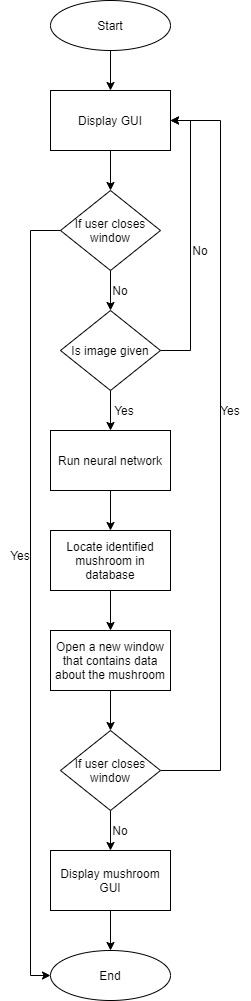 Start
Display GUI
If user closes
window
No
No
Is image given
Yes
Yes
Run neural network
Locate identified
mushroom in
database
Yes
Open a new window
that contains data
about the mushroom
If user closes
window
No
Display mushroom
GUI
End